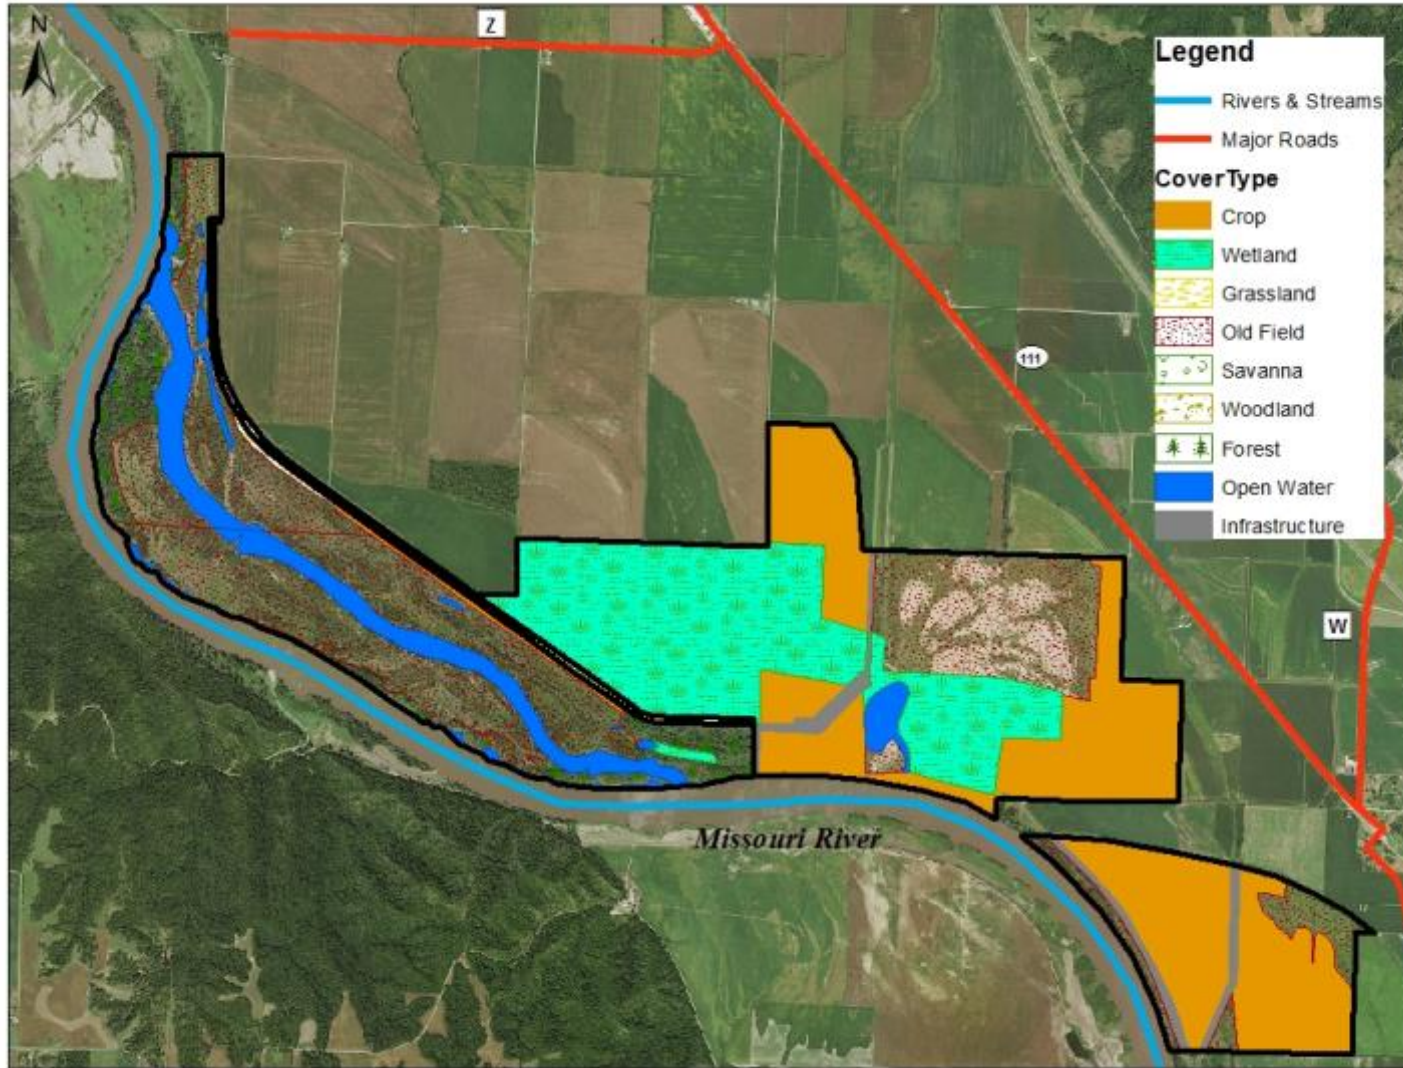 N
Z
Legend
Rivers & Streams
Major Roads
CoverType
Crop
Wetland
Grassland
Old Field
Savanna
Woodland
Forest
Open Water
Infrastructure
111
W
Missouri River